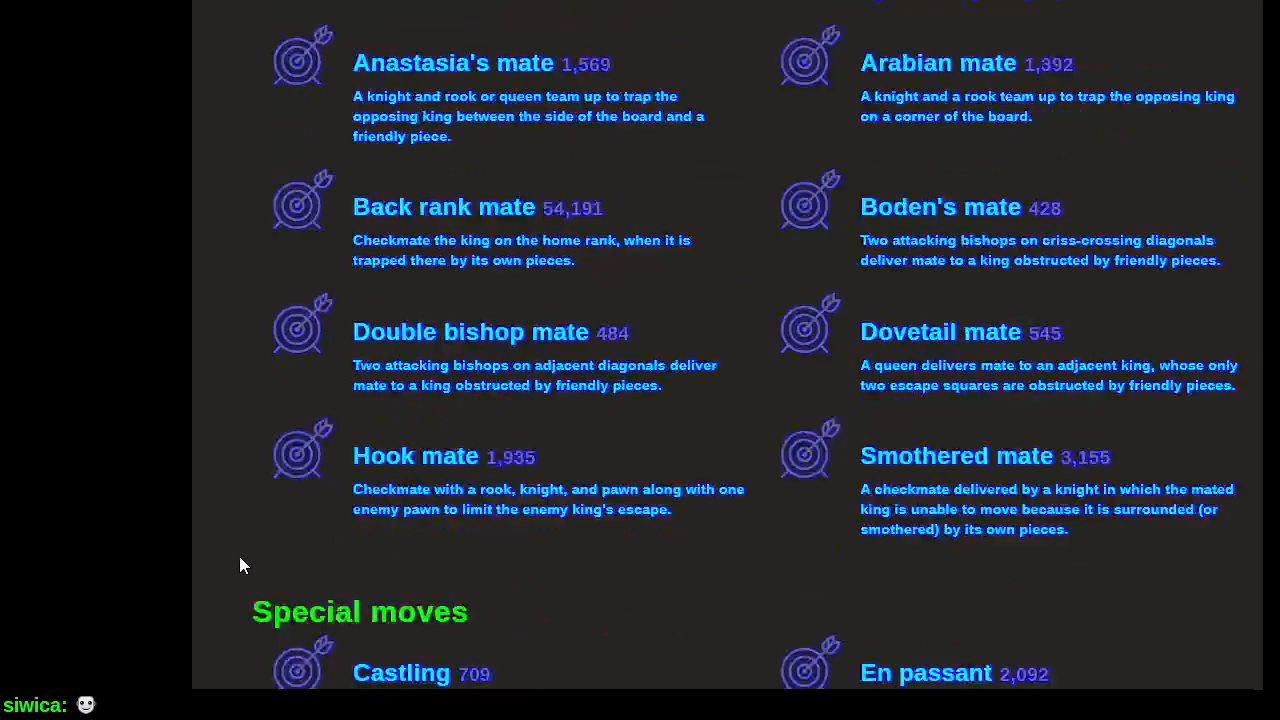 Anastasia's mate 1,569
A knight and rook or queen team up to trap the
opposing king between the side of the board and a
friendly piece.
Arabian mate 1,392
A knight and a rook team up to trap the opposing king
on a corner of the board.
Back rank mate 54,191
Checkmate the king on the home rank, when it is
trapped there by its own pieces.
Boden's mate 428
Two attacking bishops on criss-crossing diagonals
deliver mate to a king obstructed by friendly pieces.
Double bishop mate 484
Two attacking bishops on adjacent diagonals deliver
mate to a king obstructed by friendly pieces.
Dovetail mate 545
A queen delivers mate to an adjacent king, whose only
two escape squares are obstructed by friendly pieces.
Hook mate 1,935
Checkmate with a rook, knight, and pawn along with one
enemy pawn to limit the enemy king's escape.
Smothered mate 3,155
A checkmate delivered by a knight in which the mated
king is unable to move because it is surrounded (or
smothered) by its own pieces.
Special moves
Castling 709
En passant 2,092
siwica: